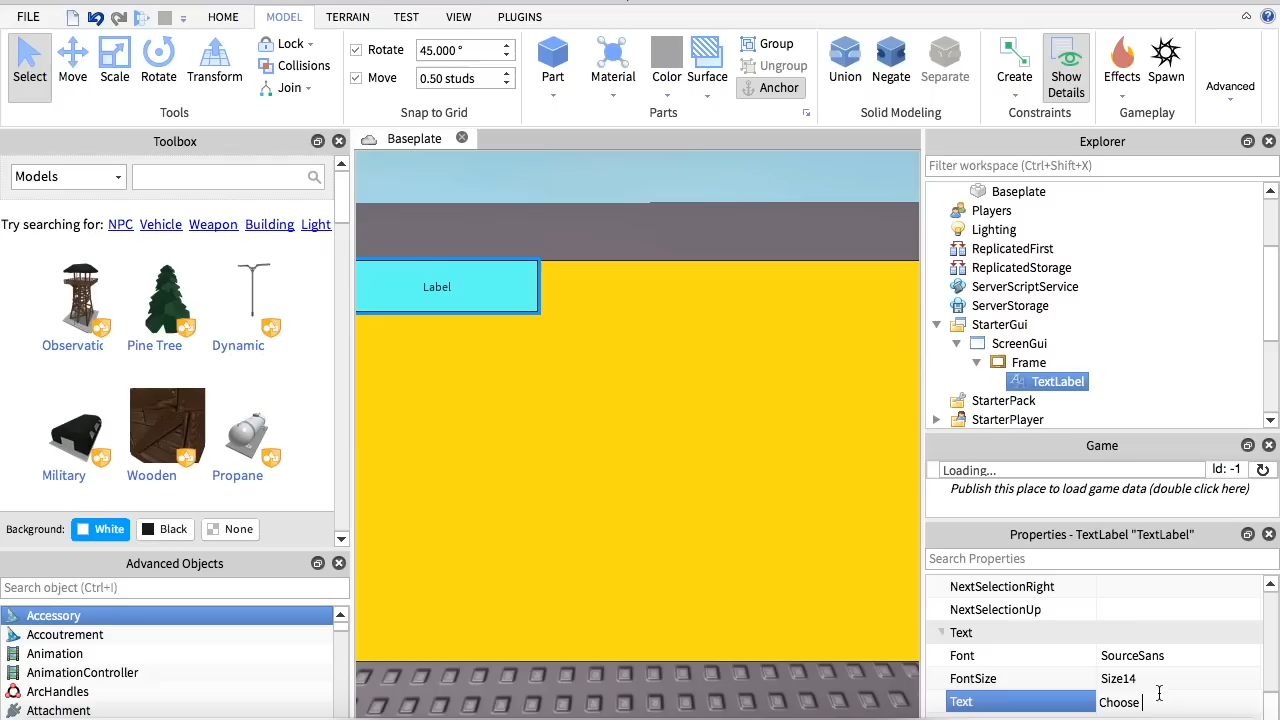 FILE HOME MODEL TERRAIN TEST VIEW PLUGINS
Select Move Scale Rotate Transform
Lock
Collisions
Join
Tools
Rotate 45.000 °
Move 0.50 studs
Snap to Grid
Part Material Color Surface
Group
Ungroup
Anchor
Parts
Union Negate Separate
Solid Modeling
Create Show Details
Constraints
Effects Spawn
Gameplay
Advanced
Toolbox
Models
Try searching for: NPC Vehicle Weapon Building Light
Observatic Pine Tree Dynamic
Military Wooden Propane
Background: White Black None
Advanced Objects
Search object (Ctrl+I)
Accessory
Accoutrement
Animation
AnimationController
ArcHandles
Attachment
Baseplate
Label
Explorer
Filter workspace (Ctrl+Shift+X)
Baseplate
Players
Lighting
ReplicatedFirst
ReplicatedStorage
ServerScriptService
ServerStorage
StarterGui
ScreenGui
Frame
TextLabel
StarterPack
StarterPlayer
Game
Loading... Id: -1
Publish this place to load game data (double click here)
Properties - TextLabel "TextLabel"
Search Properties
NextSelectionRight
NextSelectionUp
Text
Font SourceSans
FontSize Size14
Text Choose